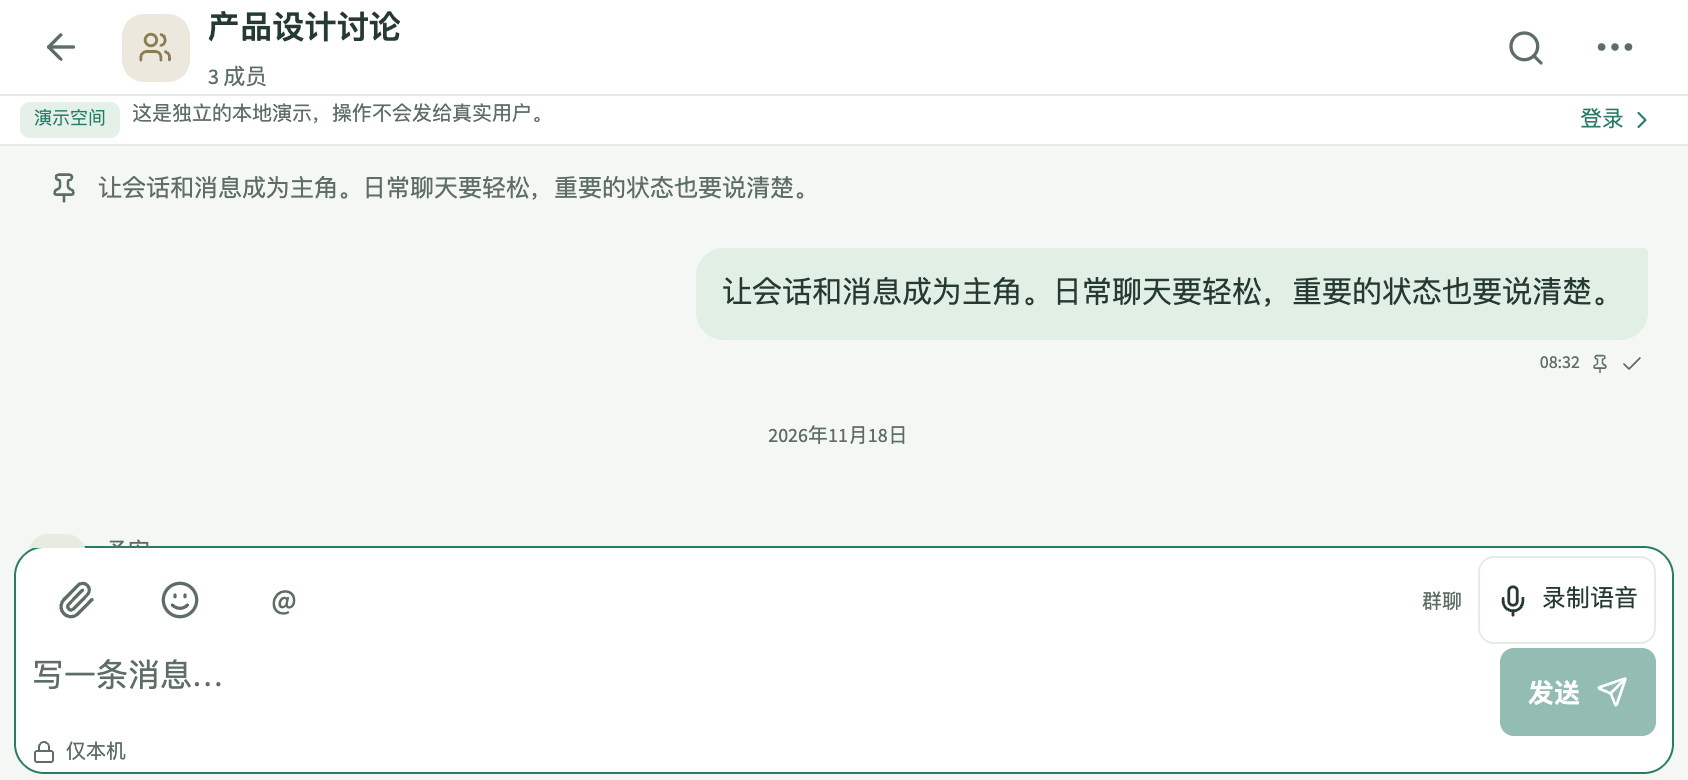 产品设计讨论
3 成员
演示空间 这是独立的本地演示，操作不会发给真实用户。 登录
让会话和消息成为主角。日常聊天要轻松，重要的状态也要说清楚。
让会话和消息成为主角。日常聊天要轻松，重要的状态也要说清楚。
08:32
2026年11月18日
@ 群聊 录制语音
写一条消息...
发送
仅本机